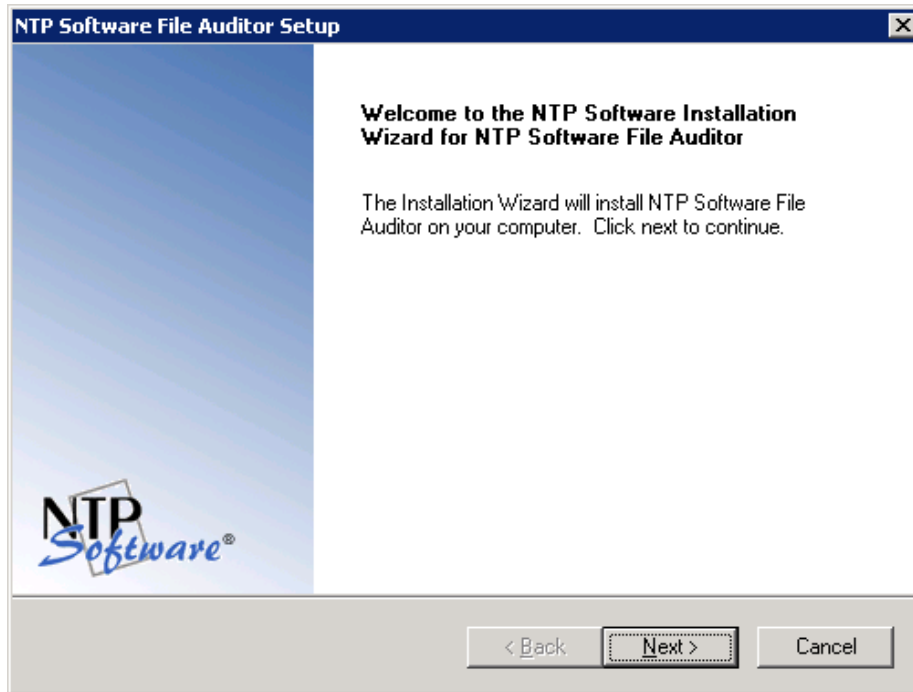 NTP Software File Auditor Setup
Welcome to the NTP Software Installation
Wizard for NTP Software File Auditor
The Installation Wizard will install NTP Software File
Auditor on your computer.  Click next to continue.
NTP
Software®
< Back
Next >
Cancel